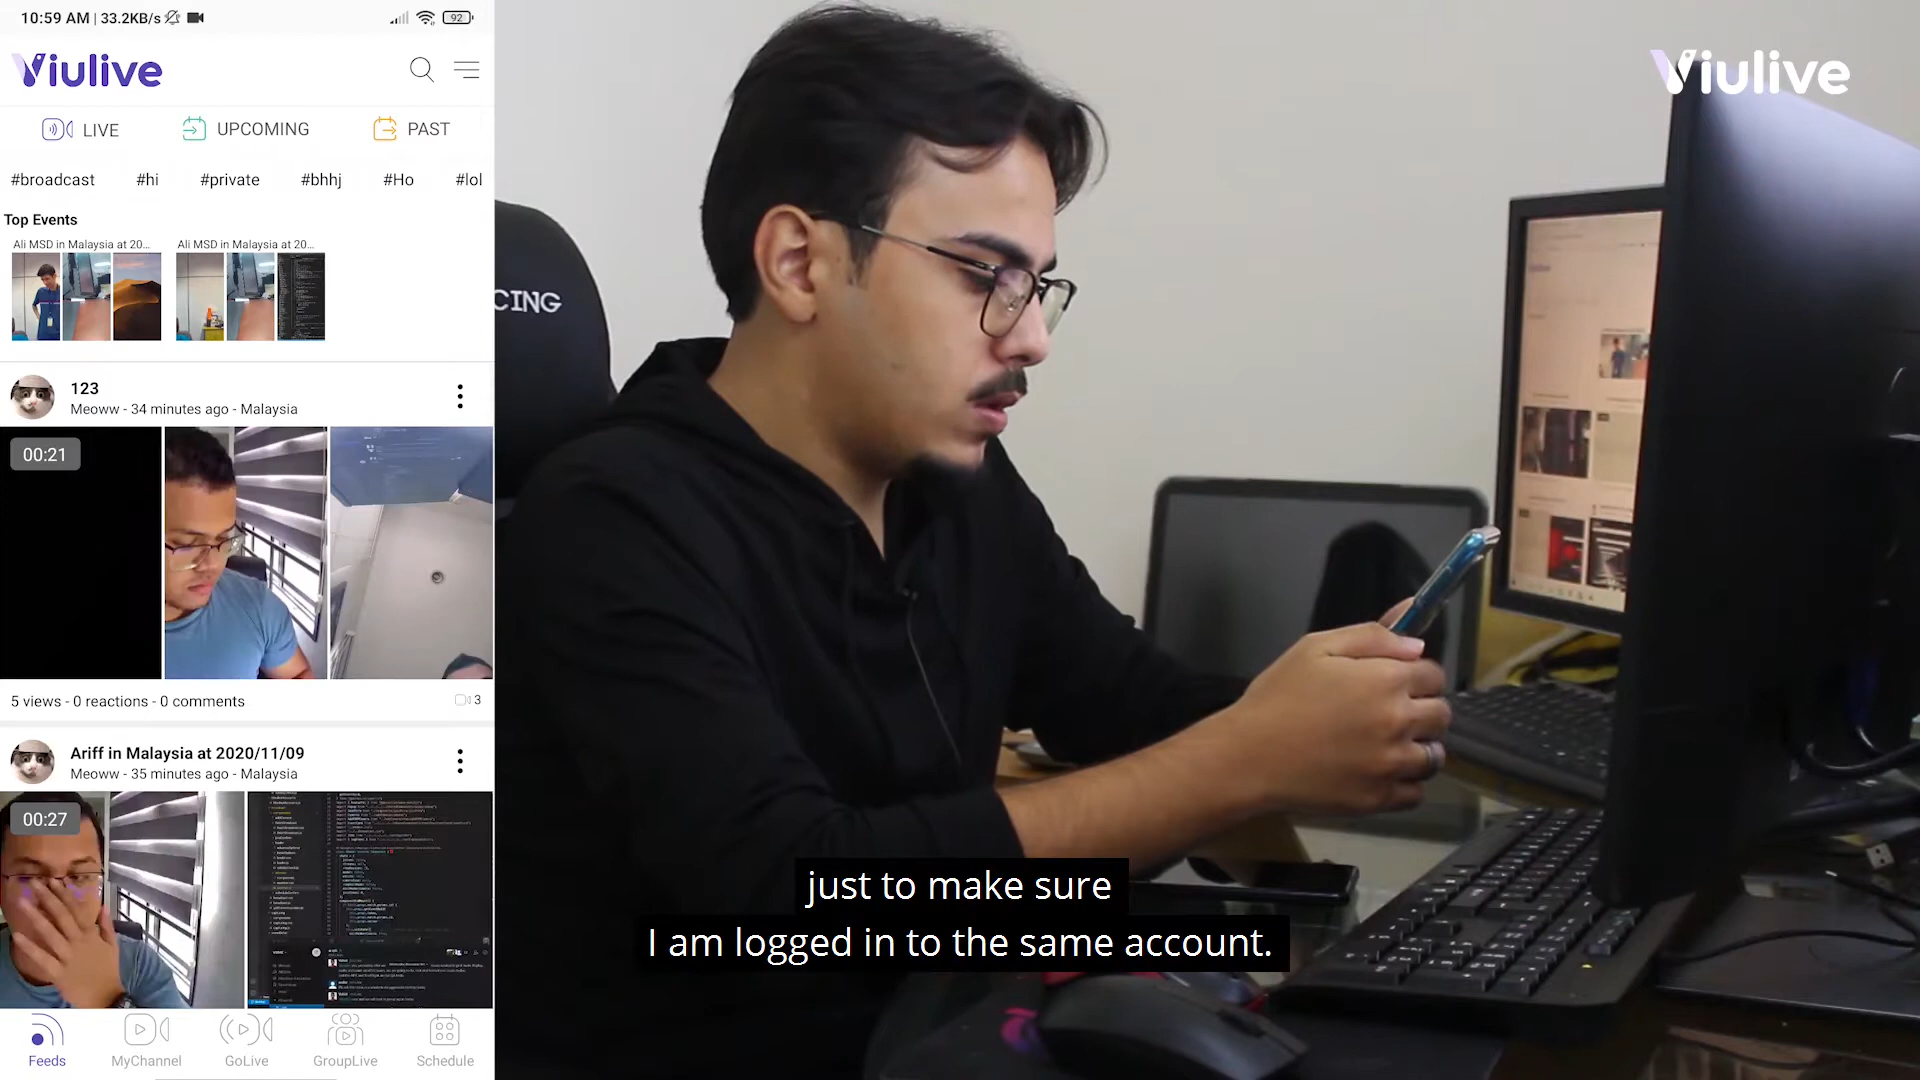 10:59 AM | 33.2KB/s
92
Viulive
LIVE
UPCOMING
PAST
#broadcast
#hi
#private
#bhhj
#Ho
#lol
Top Events
Ali MSD in Malaysia at 20...
Ali MSD in Malaysia at 20...
123
Meoww - 34 minutes ago - Malaysia
00:21
5 views - 0 reactions - 0 comments
3
Ariff in Malaysia at 2020/11/09
Meoww - 35 minutes ago - Malaysia
00:27
Feeds
MyChannel
GoLive
GroupLive
Schedule
Viulive
CING
just to make sure
I am logged in to the same account.